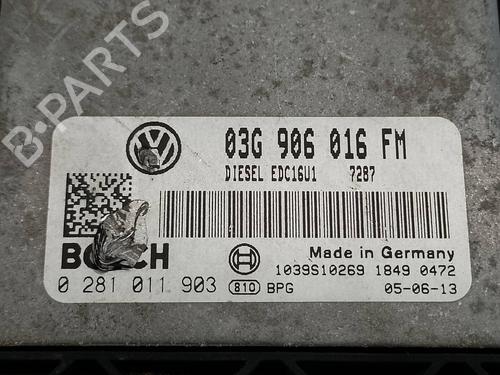 B-PARTS
03G 906 016 FM
DIESEL EDC16U1 7287
BOSCH
Made in Germany
1039S10269 1849 0472
0 281 011 903 810 BPG 05-06-13